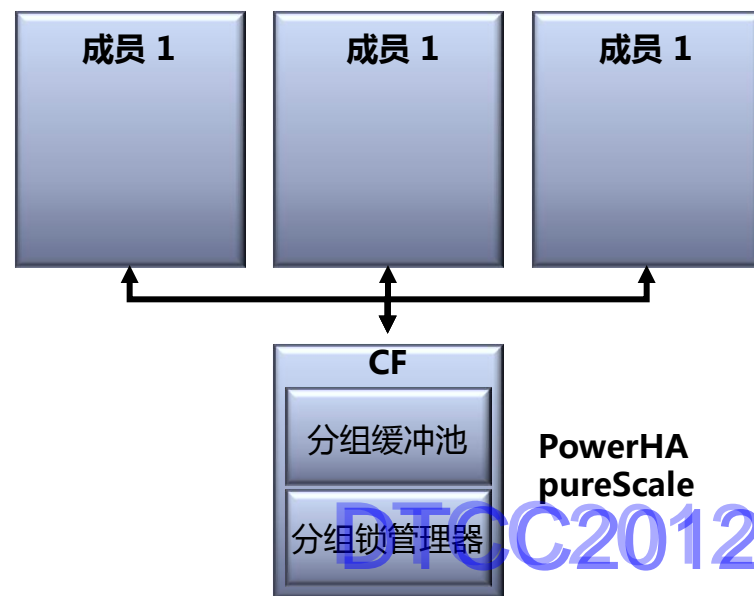 成员 1
成员 1
成员 1
CF
分组缓冲池
分组锁管理器
PowerHA
pureScale
DTCC2012